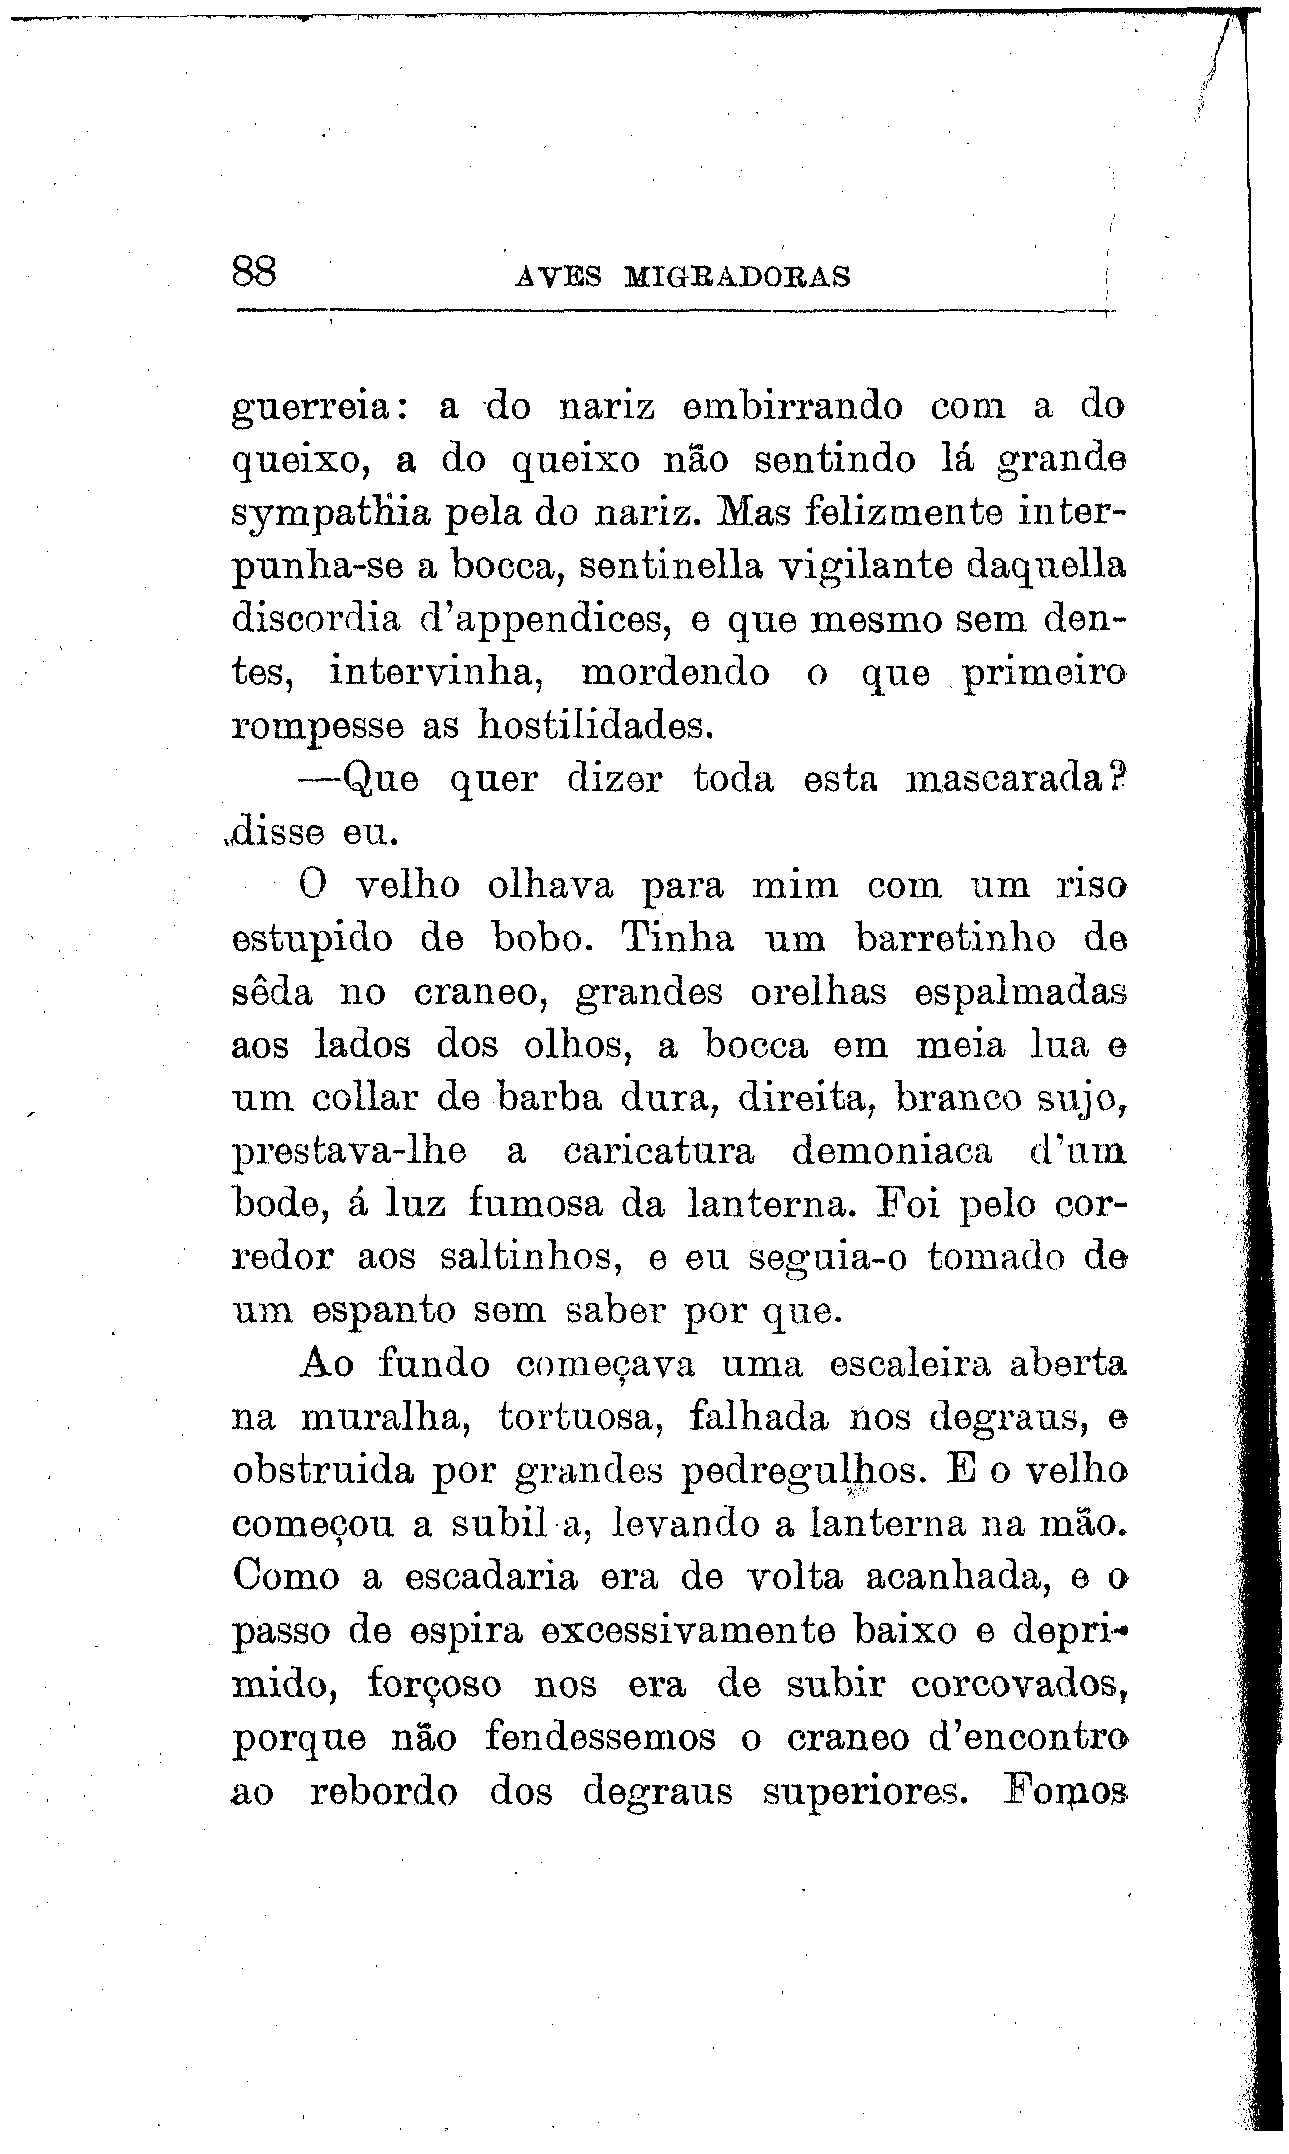 88 AVES MIGRADORAS
guerreia: a do nariz embirrando com a do
queixo, a do queixo não sentindo lá grande
sympathia pela do nariz. Mas felizmente inter-
punha-se a bocca, sentinella vigilante daquella
discordia d'appendices, e que mesmo sem den-
tes, intervinha, mordendo o que primeiro
rompesse as hostilidades.
—Que quer dizer toda esta mascarada?
disse eu.
O velho olhava para mim com um riso
estupido de bobo. Tinha um barretinho de
sêda no craneo, grandes orelhas espalmadas
aos lados dos olhos, a bocca em meia lua e
um collar de barba dura, direita, branco sujo,
prestava-lhe a caricatura demoniaca d'um
bode, á luz fumosa da lanterna. Foi pelo cor-
redor aos saltinhos, e eu seguia-o tomado de
um espanto sem saber por que.
Ao fundo começava uma escaleira aberta
na muralha, tortuosa, falhada nos degraus, e
obstruida por grandes pedregulhos. E o velho
começou a subil-a, levando a lanterna na mão.
Como a escadaria era de volta acanhada, e o
passo de espira excessivamente baixo e depri-
mido, forçoso nos era de subir corcovados,
porque não fendessemos o craneo d'encontro
ao rebordo dos degraus superiores. Fomos